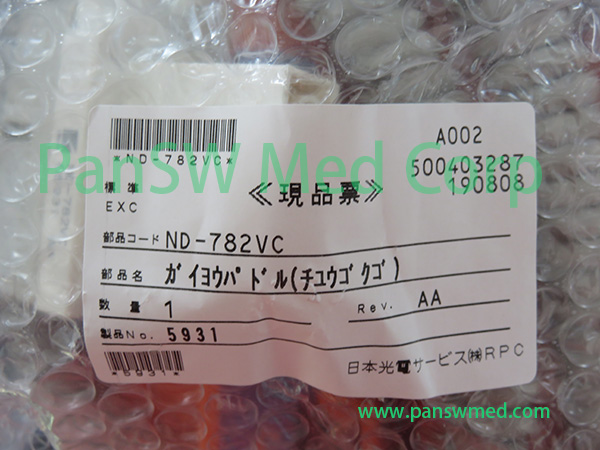 A002
*ND-782VC*
500403287
190808
標準
≪現品票≫
EXC
部品コード ND-782VC
部品名 ガイヨウパドル(チユウゴクゴ)
数量 1 Rev. AA
製品No. 5931
*5931*
日本光電サービス㈱RPC
PanSW Med Corp
www.panswmed.com